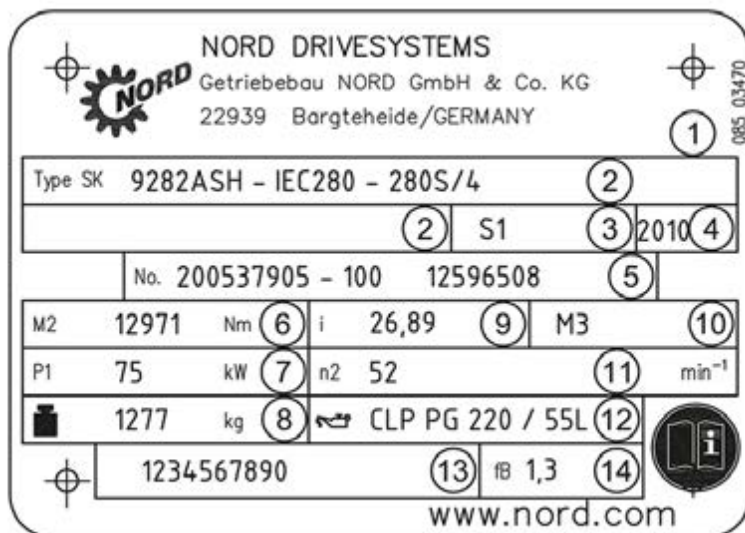 NORD DRIVESYSTEMS
NORD
Getriebebau NORD GmbH & Co. KG
22939 Bargteheide/GERMANY
085 03470
1
Type SK 9282ASH - IEC280 - 280S/4 2
2 S1 3 2010 4
No. 200537905 - 100 12596508 5
M2 12971 Nm 6 i 26,89 9 M3 10
P1 75 kW 7 n2 52 11 min⁻¹
1277 kg 8 CLP PG 220 / 55L 12
i
1234567890 13 fB 1,3 14
www.nord.com